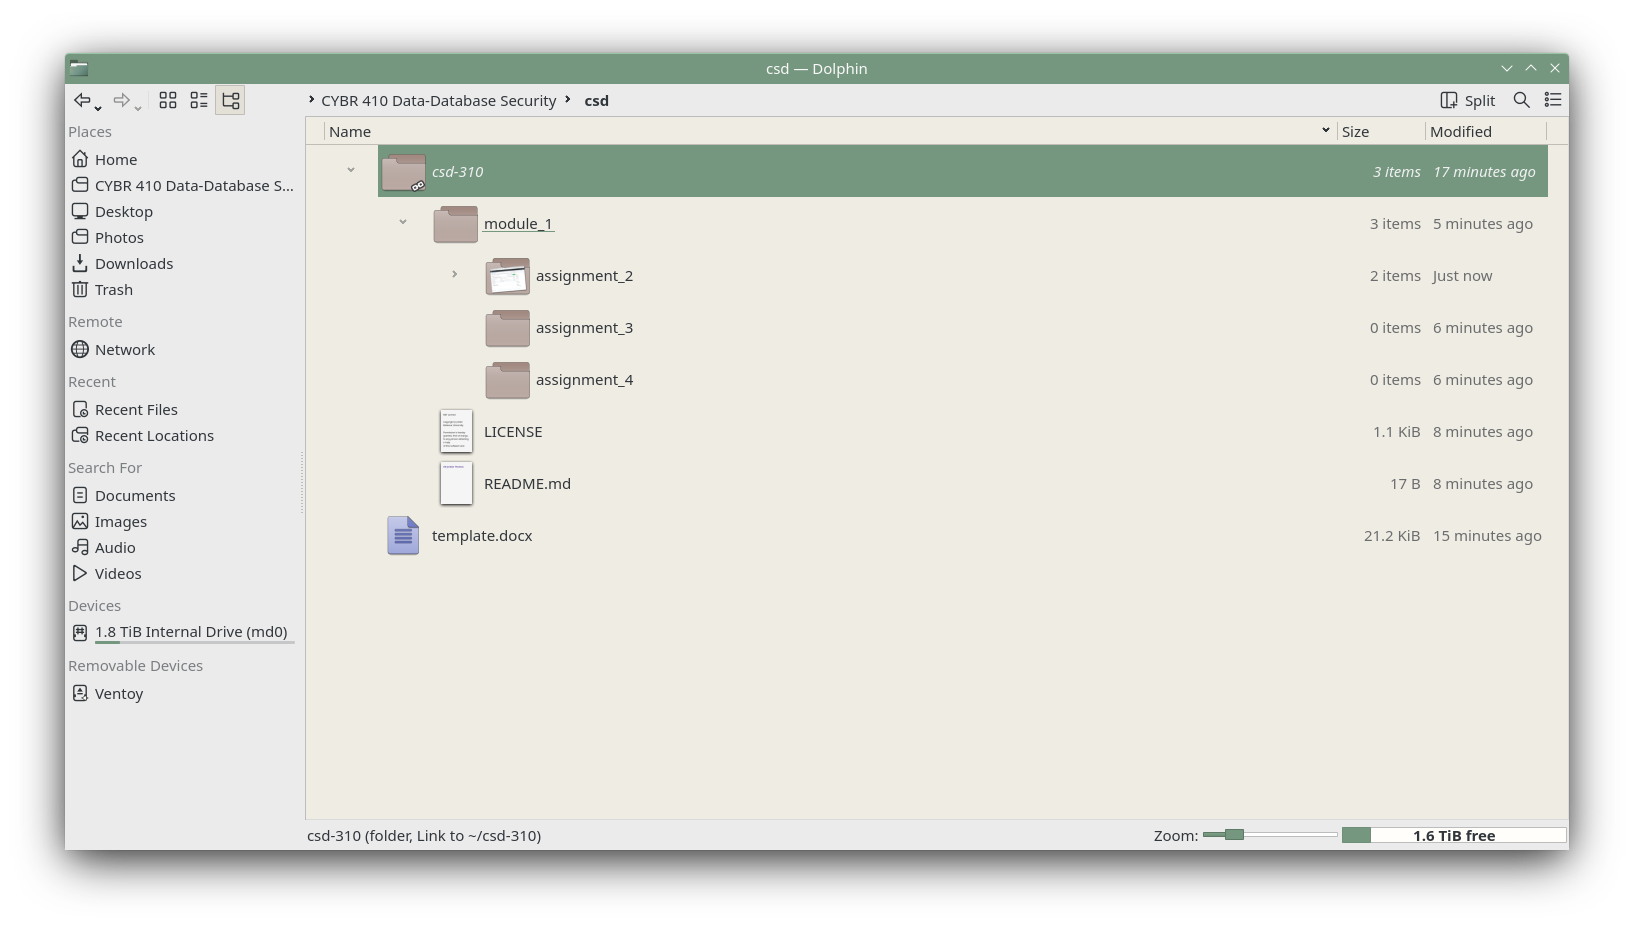 csd — Dolphin
CYBR 410 Data-Database Security csd
Split
Places
Home
CYBR 410 Data-Database S...
Desktop
Photos
Downloads
Trash
Remote
Network
Recent
Recent Files
Recent Locations
Search For
Documents
Images
Audio
Videos
Devices
1.8 TiB Internal Drive (md0)
Removable Devices
Ventoy
Name Size Modified
csd-310 3 items 17 minutes ago
module_1 3 items 5 minutes ago
assignment_2 2 items Just now
assignment_3 0 items 6 minutes ago
assignment_4 0 items 6 minutes ago
LICENSE 1.1 KiB 8 minutes ago
README.md 17 B 8 minutes ago
template.docx 21.2 KiB 15 minutes ago
csd-310 (folder, Link to ~/csd-310)
Zoom:
1.6 TiB free